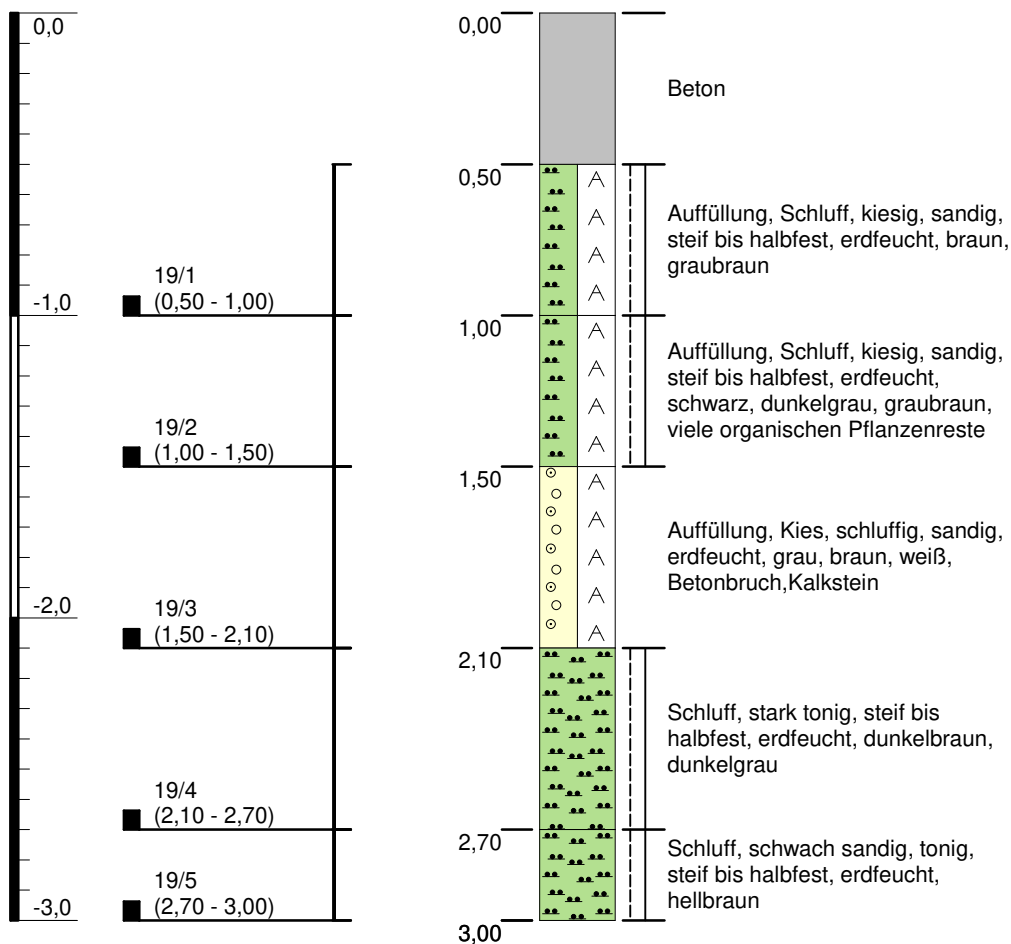 0,0
-1,0
-2,0
-3,0
19/1
(0,50 - 1,00)
19/2
(1,00 - 1,50)
19/3
(1,50 - 2,10)
19/4
(2,10 - 2,70)
19/5
(2,70 - 3,00)
0,00
Beton
0,50
Auffüllung, Schluff, kiesig, sandig,
steif bis halbfest, erdfeucht, braun,
graubraun
1,00
Auffüllung, Schluff, kiesig, sandig,
steif bis halbfest, erdfeucht,
schwarz, dunkelgrau, graubraun,
viele organischen Pflanzenreste
1,50
Auffüllung, Kies, schluffig, sandig,
erdfeucht, grau, braun, weiß,
Betonbruch,Kalkstein
2,10
Schluff, stark tonig, steif bis
halbfest, erdfeucht, dunkelbraun,
dunkelgrau
2,70
Schluff, schwach sandig, tonig,
steif bis halbfest, erdfeucht,
hellbraun
3,00